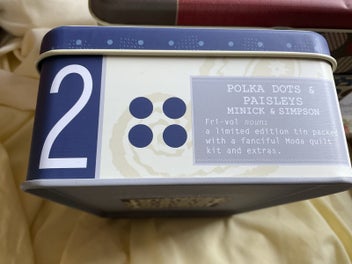 2
POLKA DOTS &
PAISLEYS
MINICK & SIMPSON
Fri-vol noun:
a limited edition tin packe
with a fanciful Moda quilt
kit and extras.